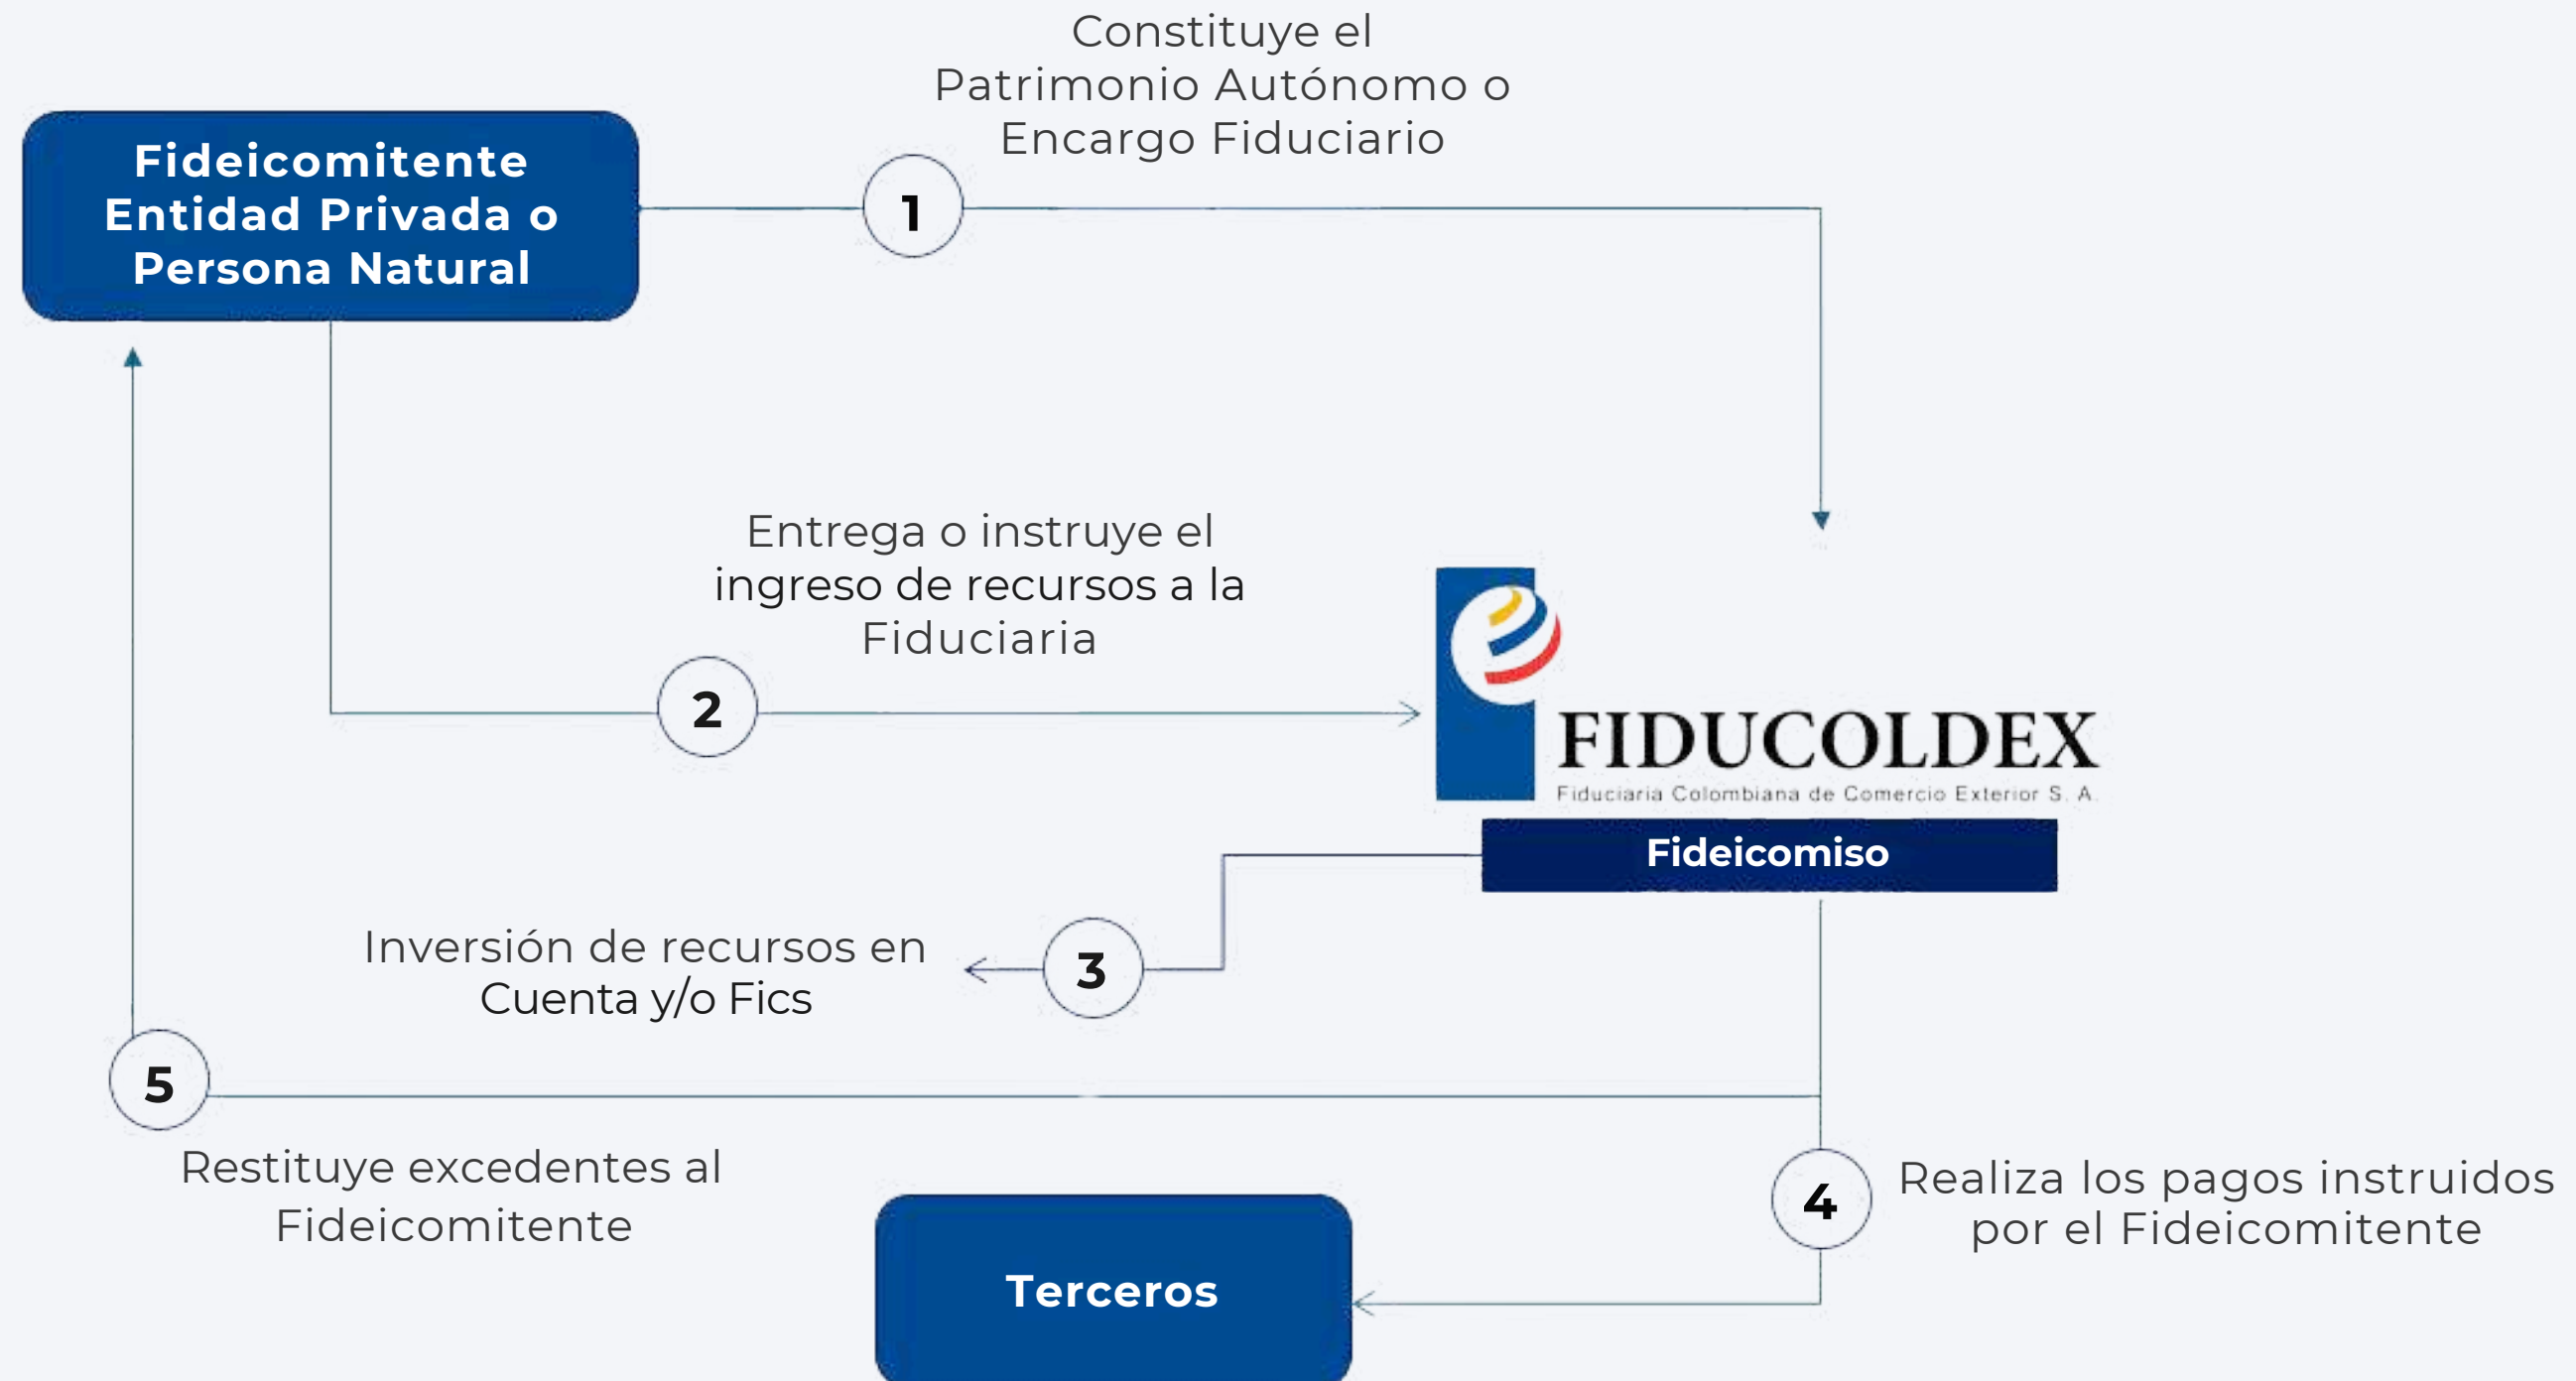 Constituye el
Patrimonio Autónomo o
Encargo Fiduciario
Fideicomitente
Entidad Privada o
Persona Natural
1
Entrega o instruye el
ingreso de recursos a la
Fiduciaria
2
FIDUCOLDEX
Fiduciaria Colombiana de Comercio Exterior S. A.
Fideicomiso
3
Inversión de recursos en
Cuenta y/o Fics
5
Restituye excedentes al
Fideicomitente
4
Realiza los pagos instruidos
por el Fideicomitente
Terceros